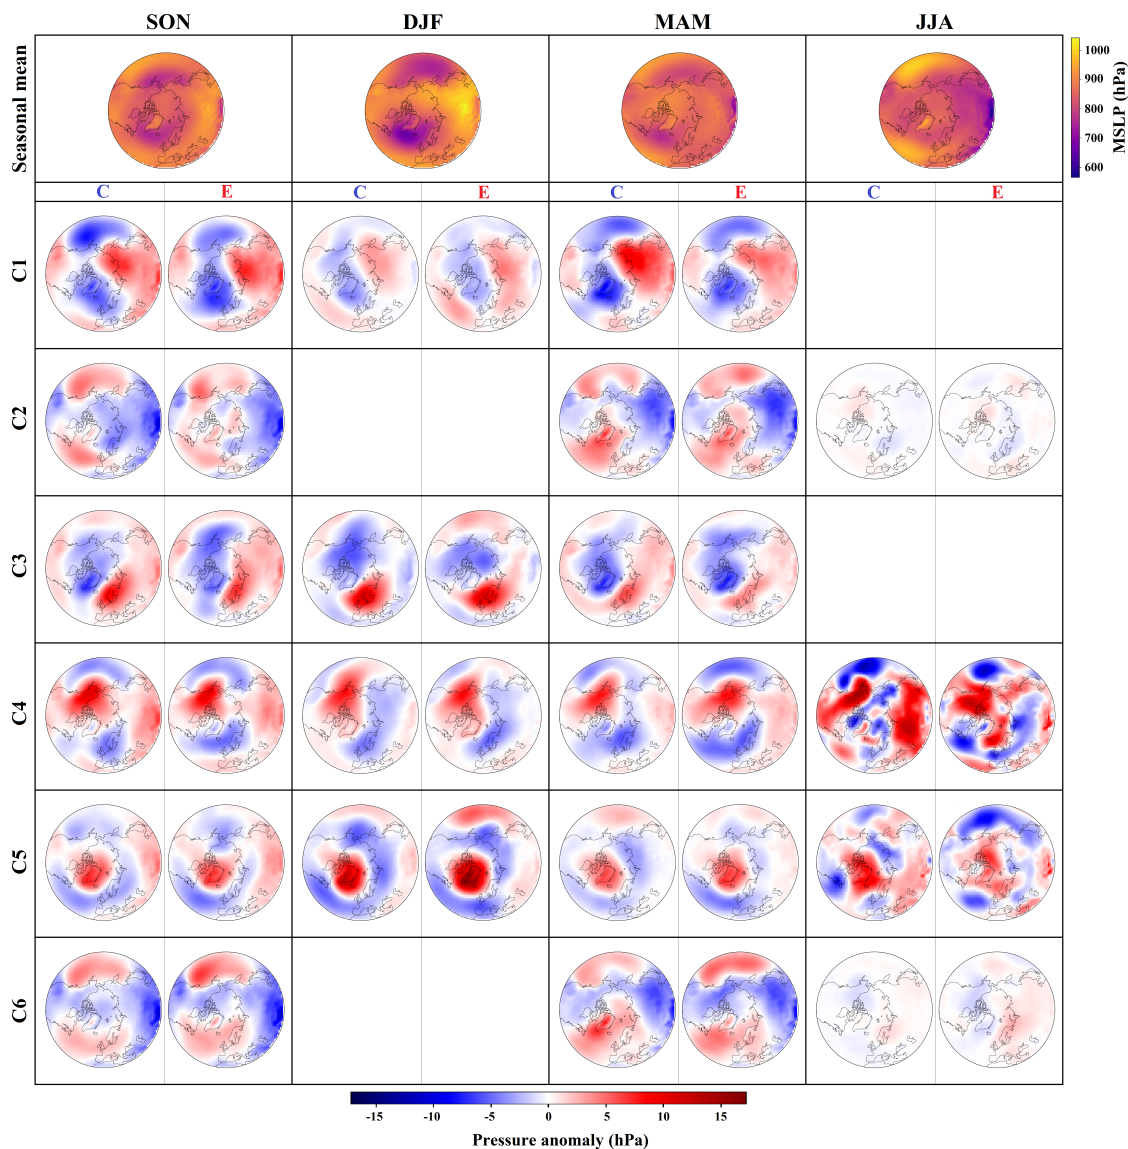 SON DJF MAM JJA
Seasonal mean
1000
900
800
700
600
MSLP (hPa)
C E C E C E C E
C1
C2
C3
C4
C5
C6
-15 -10 -5 0 5 10 15
Pressure anomaly (hPa)